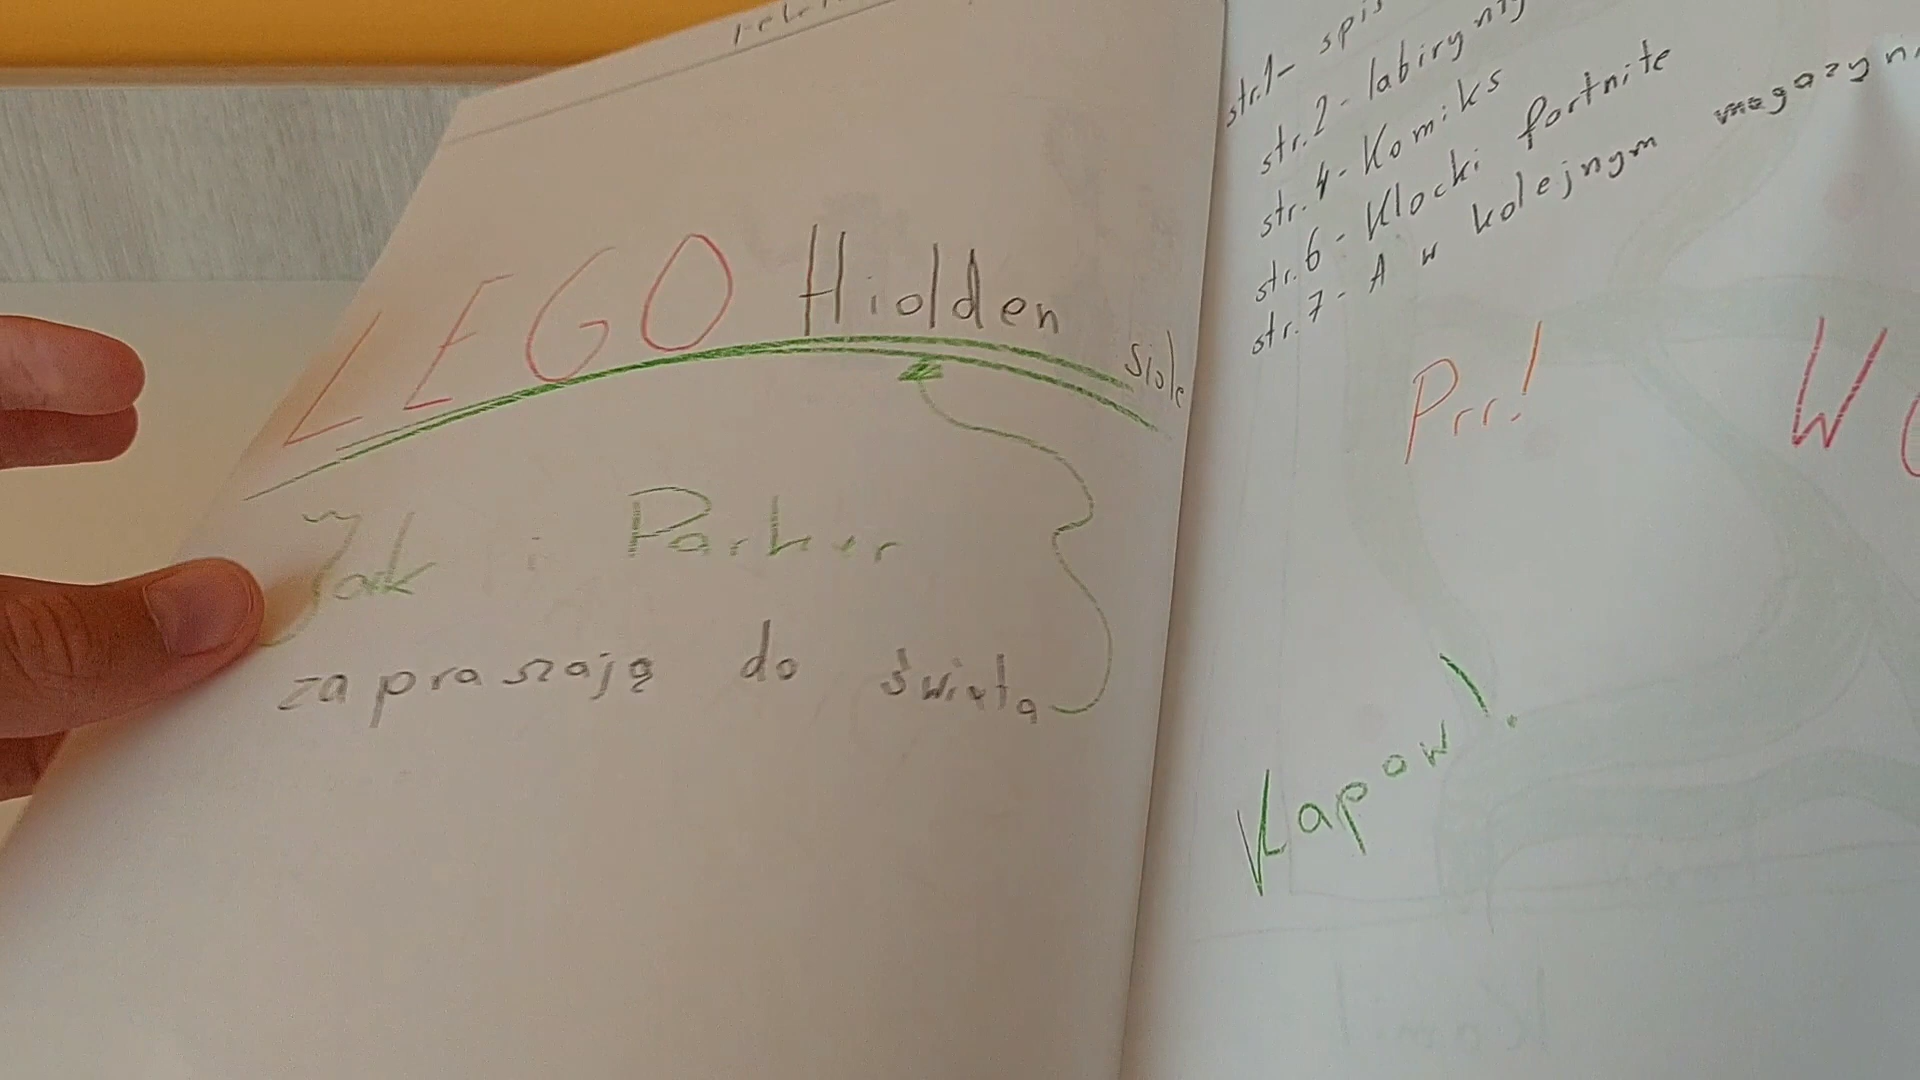 LEGO Hidden
Side
Jak i Parker
zapraszają do świata
str.1- spis
str.2- labirynty
str.4- Komiks
str.6- Klocki fortnite
str.7- A w kolejnym magazyn
Prr!
Kapow!